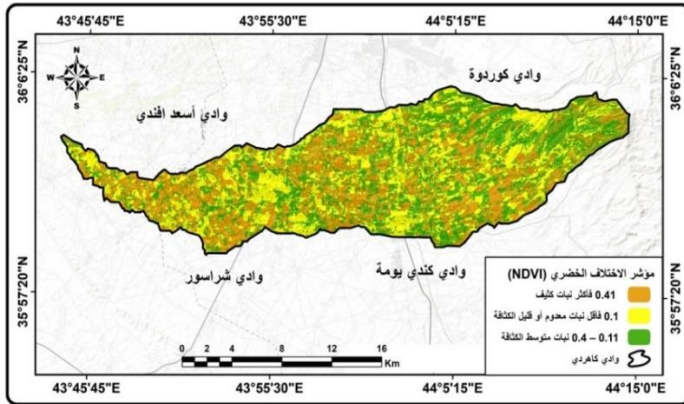 43°45'45"E 43°55'30"E 44°5'15"E 44°15'0"E
36°6'25"N 36°6'25"N
N
W E
S
وادي كوردوة
وادي أسعد افندي
وادي شراسور
وادي كندي بومة
مؤشر الاختلاف الخضري (NDVI)
0.41 فأكثر نبات كثيف
0.1 فأقل نبات معدوم أو قليل الكثافة
0.11 – 0.4 نبات متوسط الكثافة
وادي كاهردي
35°57'20"N 35°57'20"N
0 2 4 8 12 16
Km
43°45'45"E 43°55'30"E 44°5'15"E 44°15'0"E